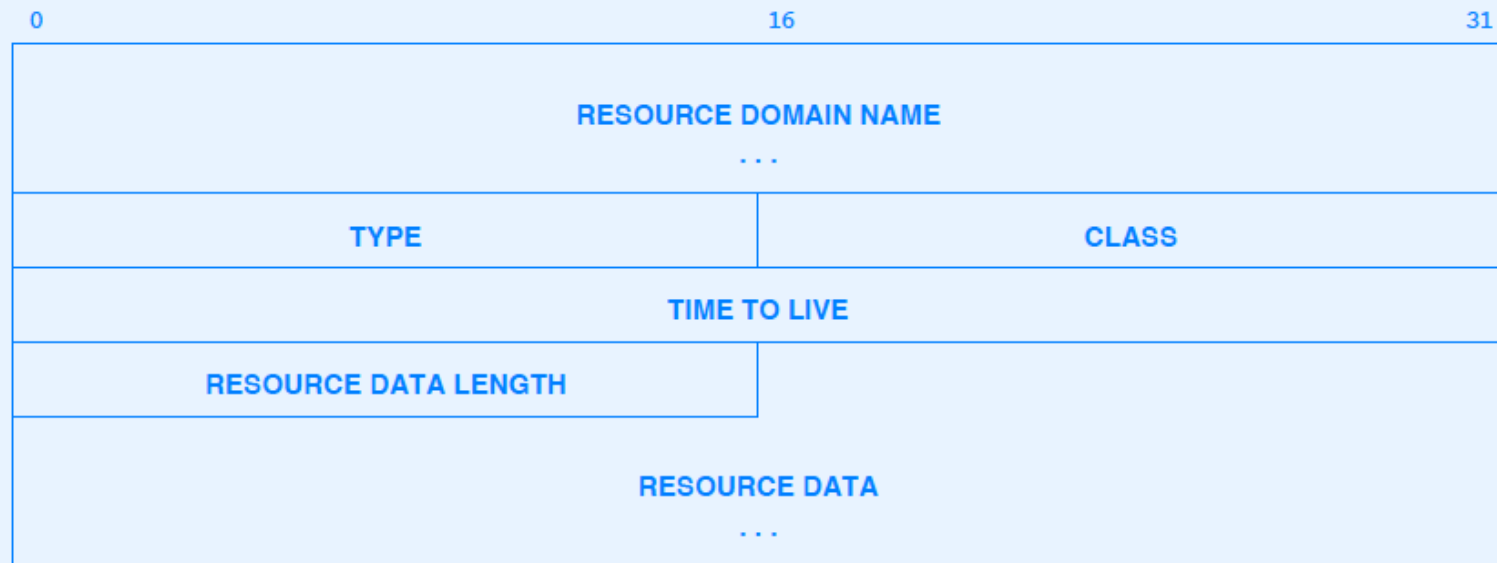 0 16 31
RESOURCE DOMAIN NAME
. . .
TYPE CLASS
TIME TO LIVE
RESOURCE DATA LENGTH
RESOURCE DATA
. . .